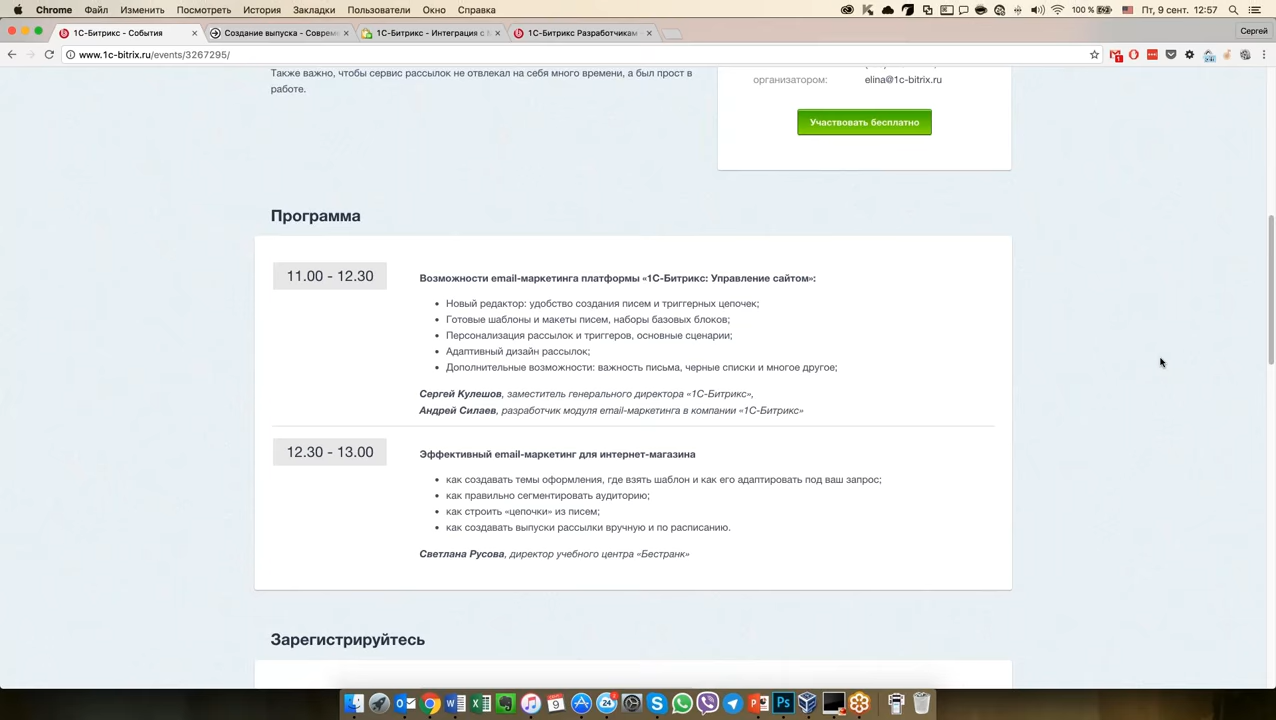 Chrome Файл Изменить Посмотреть История Закладки Пользователи Окно Справка 100 % Пт, 9 сент. 12:57
1С-Битрикс - События Создание выпуска - Соврем 1С-Битрикс - Интеграция с М 1С-Битрикс Разработчикам - Сергей
www.1c-bitrix.ru/events/3267295/
Также важно, чтобы сервис рассылок не отвлекал на себя много времени, а был прост в
работе.
организатором: elina@1c-bitrix.ru
Участвовать бесплатно
Программа
11.00 - 12.30
Возможности email-маркетинга платформы «1С-Битрикс: Управление сайтом»:
• Новый редактор: удобство создания писем и триггерных цепочек;
• Готовые шаблоны и макеты писем, наборы базовых блоков;
• Персонализация рассылок и триггеров, основные сценарии;
• Адаптивный дизайн рассылок;
• Дополнительные возможности: важность письма, черные списки и многое другое;
Сергей Кулешов, заместитель генерального директора «1С-Битрикс»,
Андрей Силаев, разработчик модуля email-маркетинга в компании «1С-Битрикс»
12.30 - 13.00
Эффективный email-маркетинг для интернет-магазина
• как создавать темы оформления, где взять шаблон и как его адаптировать под ваш запрос;
• как правильно сегментировать аудиторию;
• как строить «цепочки» из писем;
• как создавать выпуски рассылки вручную и по расписанию.
Светлана Русова, директор учебного центра «Бестранк»
Зарегистрируйтесь